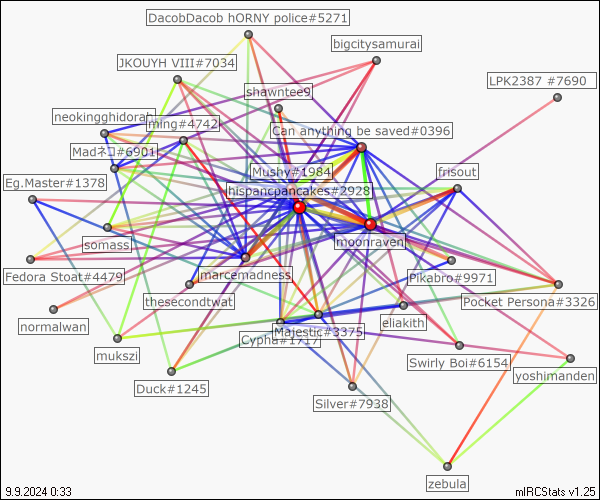 DacobDacob hORNY police#5271
bigcitysamurai
JKOUYH VIII#7034
LPK2387 #7690
shawntee9
neokingghidorah
ming#4742
Can anything be saved#0396
Madネコ#6901
Mushy#1984
frisout
Eg.Master#1378
hispancpancakes#2928
somass
moonraven
Fedora Stoat#4479
marcemadness
Pikabro#9971
thesecondtwat
Pocket Persona#3326
normalwan
eliakith
Majestic#3375
Cypha#1717
mukszi
Swirly Boi#6154
yoshimanden
Duck#1245
Silver#7938
zebula
9.9.2024 0:33
mIRCStats v1.25